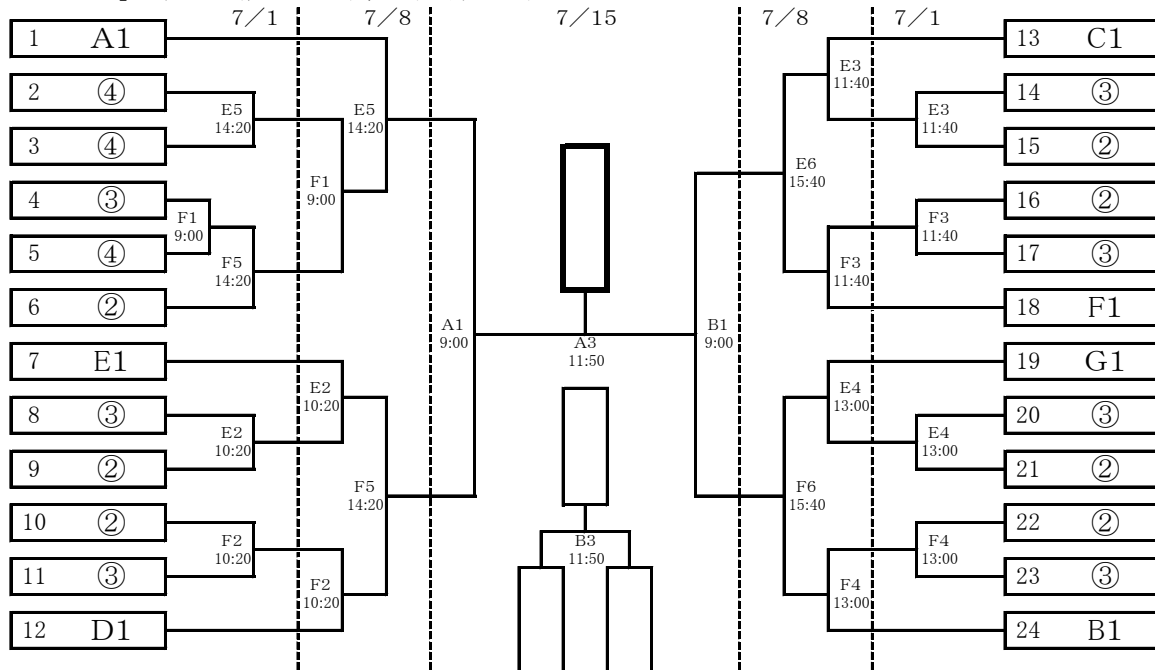 7／1 7／8 7／15 7／8 7／1
1 A1
2 ④
3 ④
4 ③
5 ④
6 ②
7 E1
8 ③
9 ②
10 ②
11 ③
12 D1
E5
14:20
F1
9:00
F5
14:20
E2
10:20
F2
10:20
F1
9:00
E5
14:20
E2
10:20
F2
10:20
F5
14:20
A1
9:00
A3
11:50
B3
11:50
B1
9:00
E6
15:40
F6
15:40
E3
11:40
F3
11:40
E4
13:00
F4
13:00
E3
11:40
F3
11:40
E4
13:00
F4
13:00
13 C1
14 ③
15 ②
16 ②
17 ③
18 F1
19 G1
20 ③
21 ②
22 ②
23 ③
24 B1